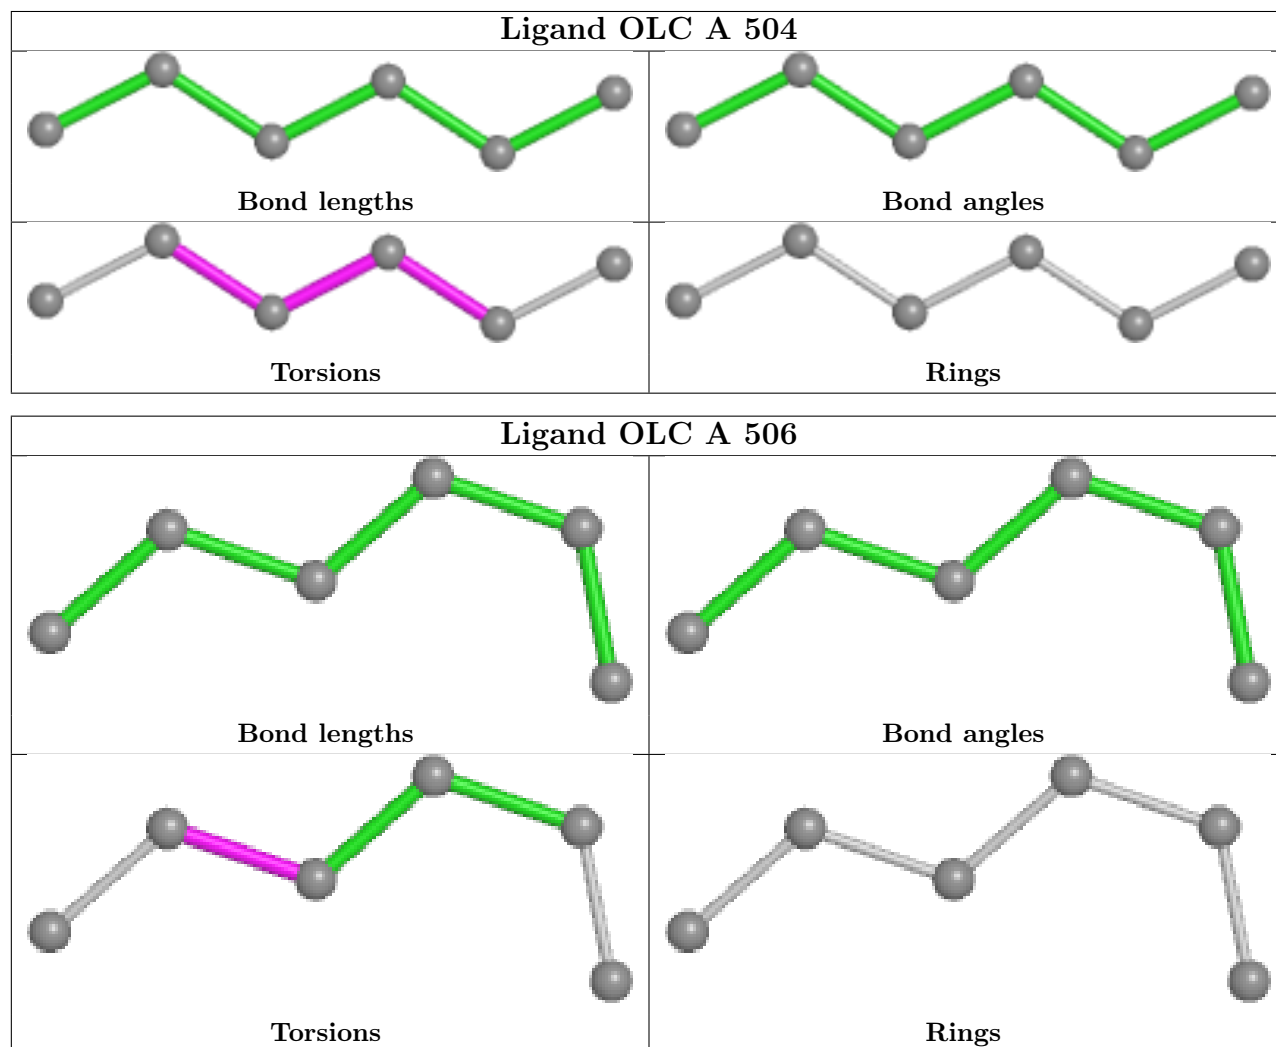 Ligand OLC A 504
Bond lengths
Bond angles
Torsions
Rings
Ligand OLC A 506
Bond lengths
Bond angles
Torsions
Rings